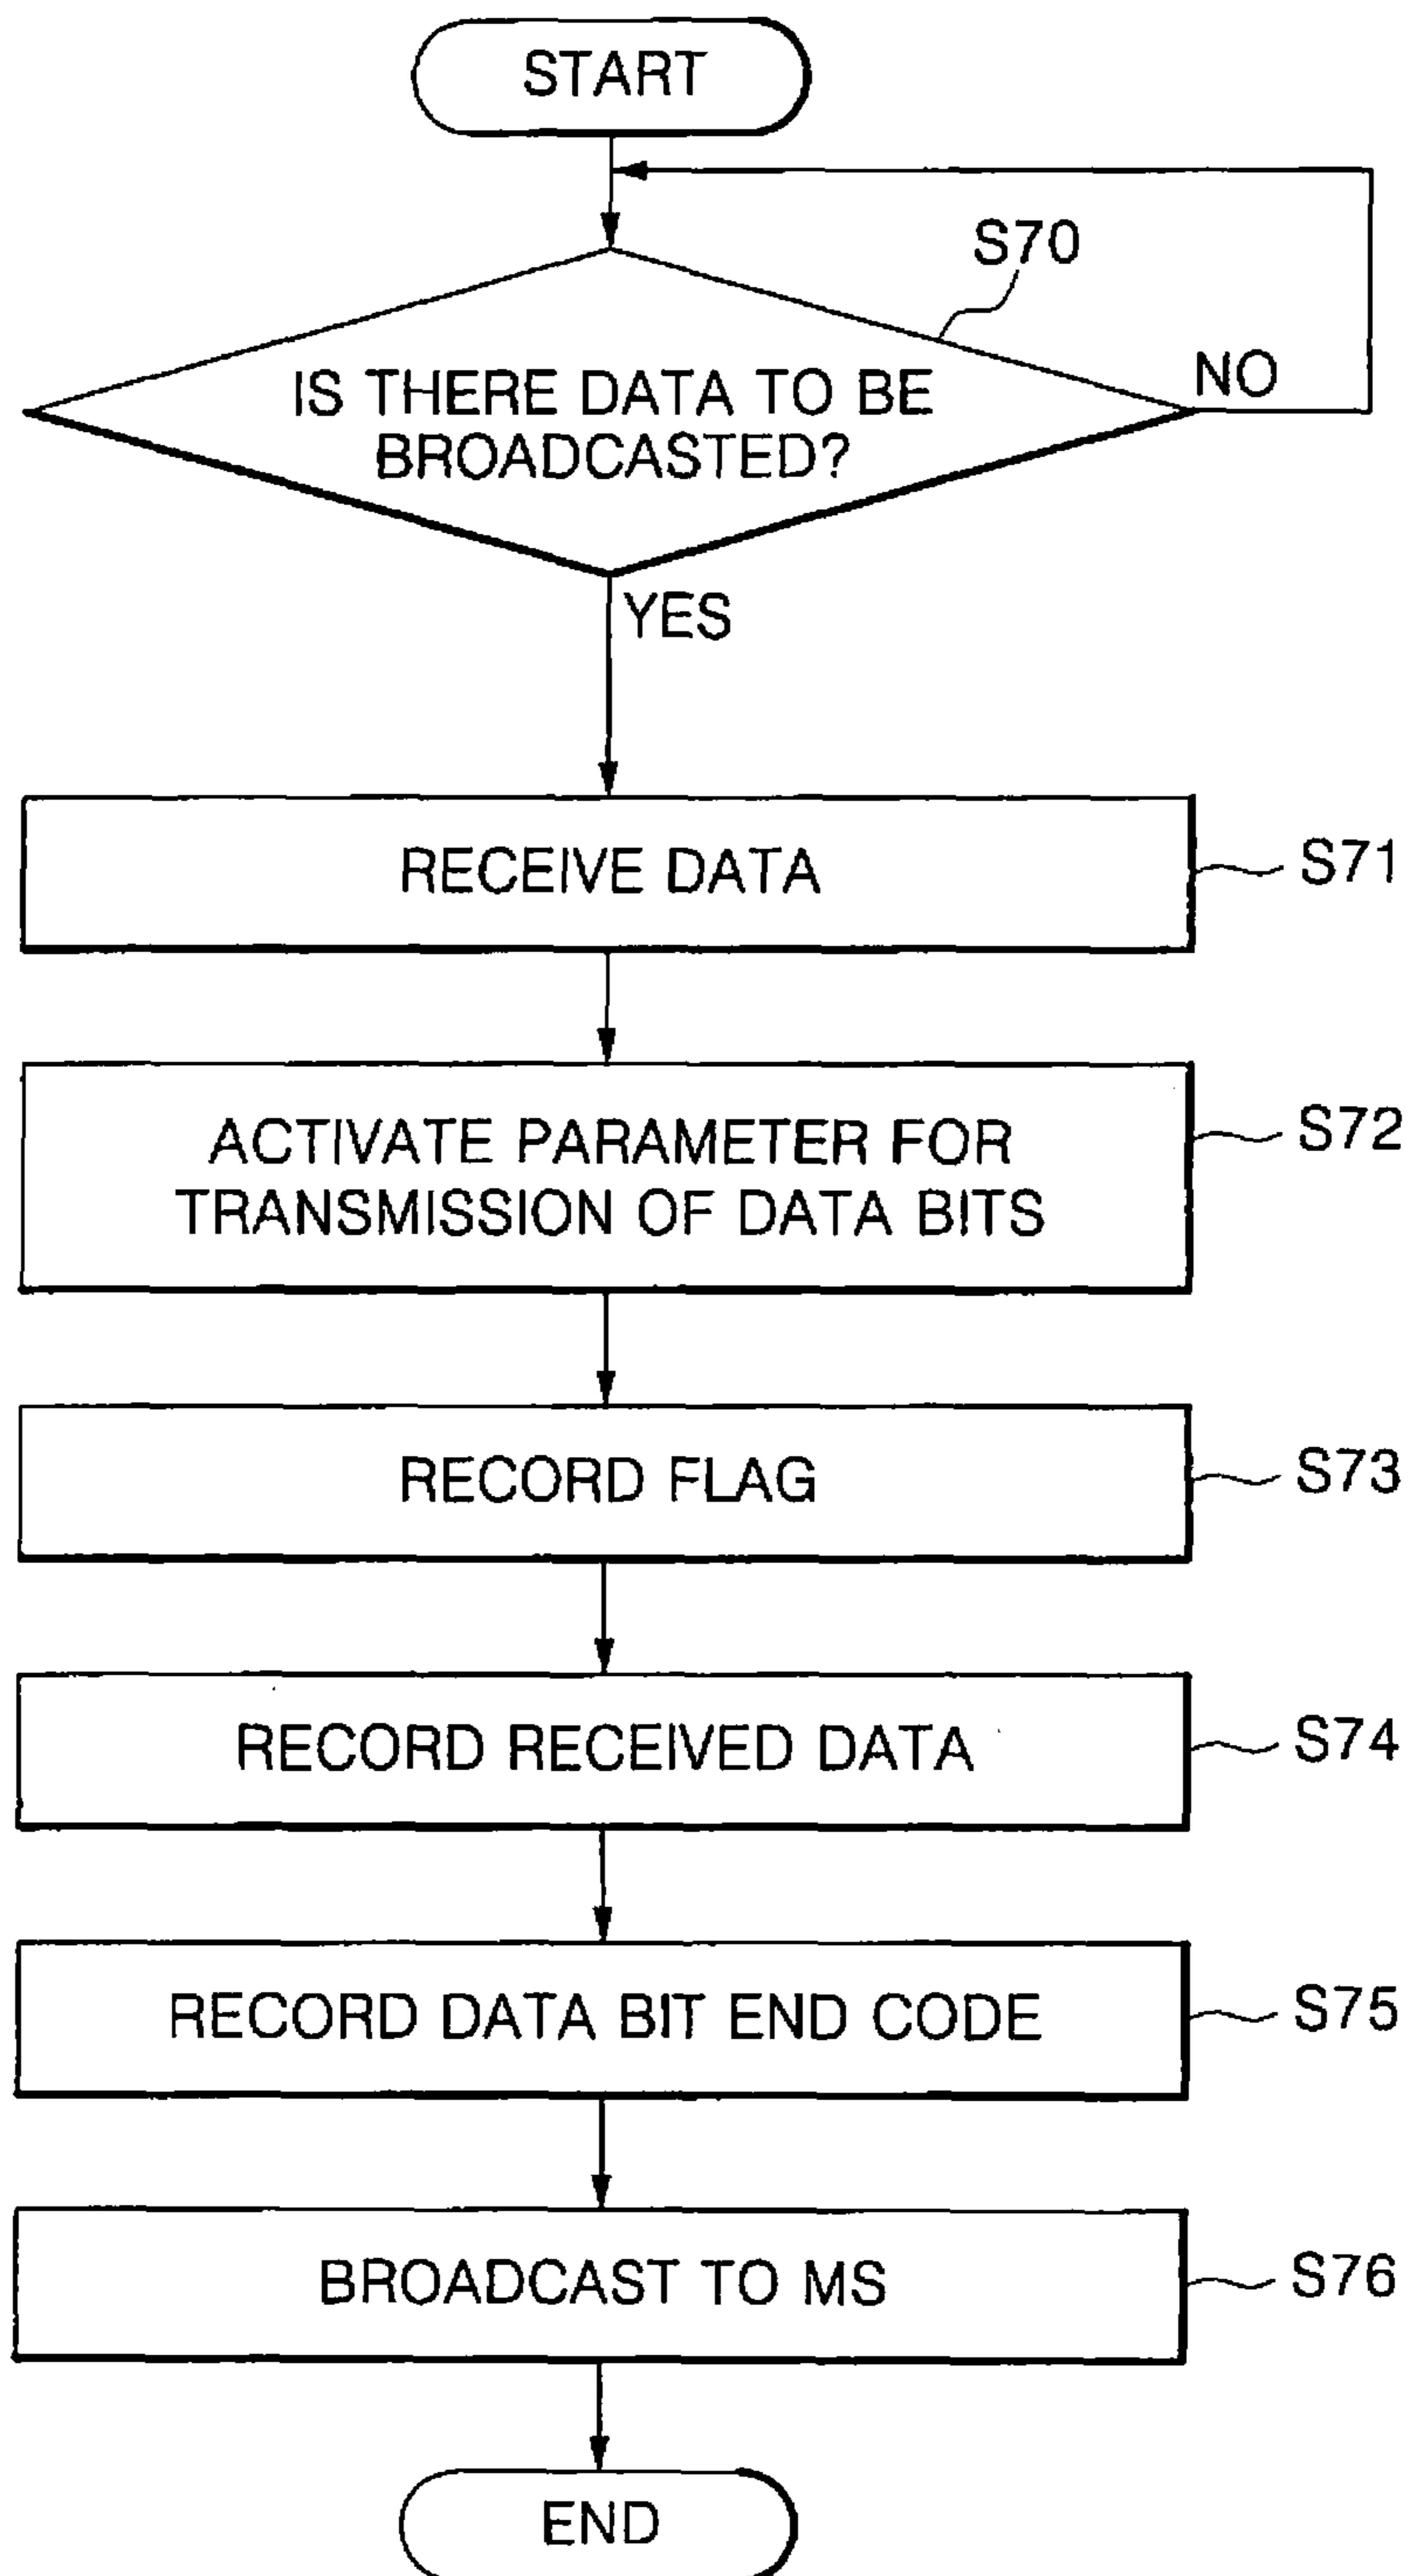 START
S70
IS THERE DATA TO BE
BROADCASTED?
NO
YES
RECEIVE DATA
S71
ACTIVATE PARAMETER FOR
TRANSMISSION OF DATA BITS
S72
RECORD FLAG
S73
RECORD RECEIVED DATA
S74
RECORD DATA BIT END CODE
S75
BROADCAST TO MS
S76
END